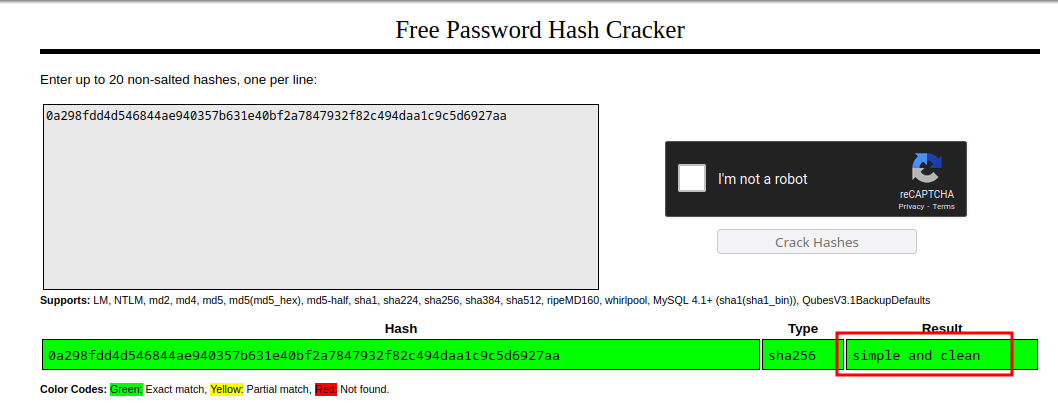 Free Password Hash Cracker
Enter up to 20 non-salted hashes, one per line:
0a298fdd4d546844ae940357b631e40bf2a7847932f82c494daa1c9c5d6927aa
I'm not a robot
reCAPTCHA
Privacy - Terms
Crack Hashes
Supports: LM, NTLM, md2, md4, md5, md5(md5_hex), md5-half, sha1, sha224, sha256, sha384, sha512, ripeMD160, whirlpool, MySQL 4.1+ (sha1(sha1_bin)), QubesV3.1BackupDefaults
Hash Type Result
0a298fdd4d546844ae940357b631e40bf2a7847932f82c494daa1c9c5d6927aa sha256 simple and clean
Color Codes: Green: Exact match, Yellow: Partial match, Red: Not found.